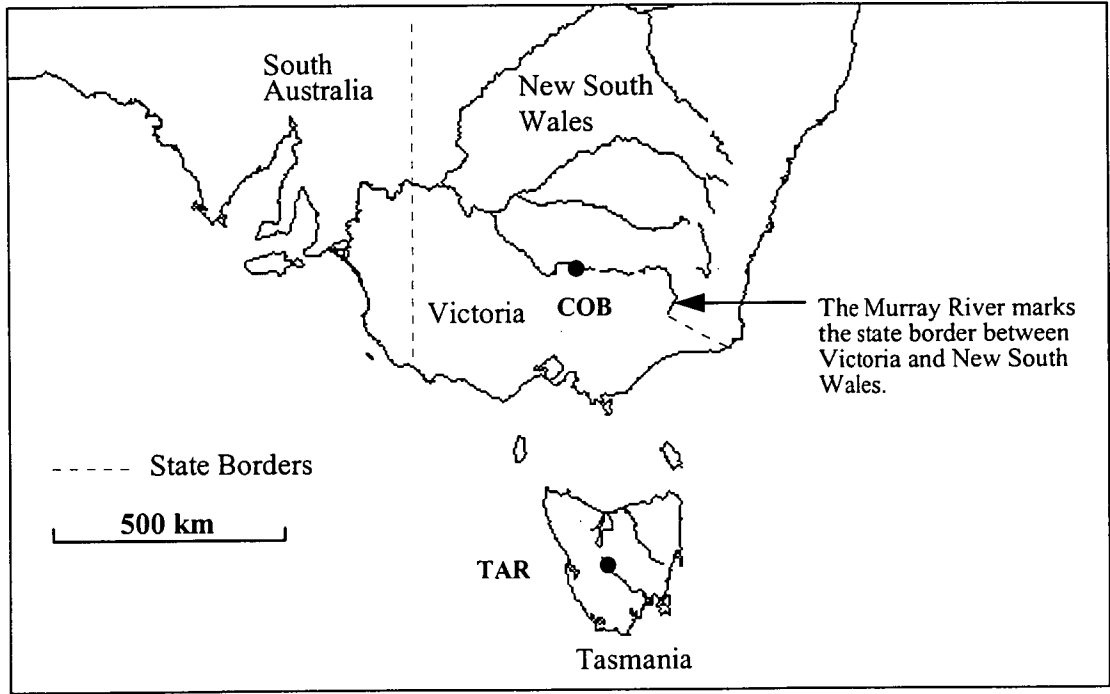 South
Australia
New South
Wales
Victoria
COB
The Murray River marks
the state border between
Victoria and New South
Wales.
State Borders
500 km
TAR
Tasmania